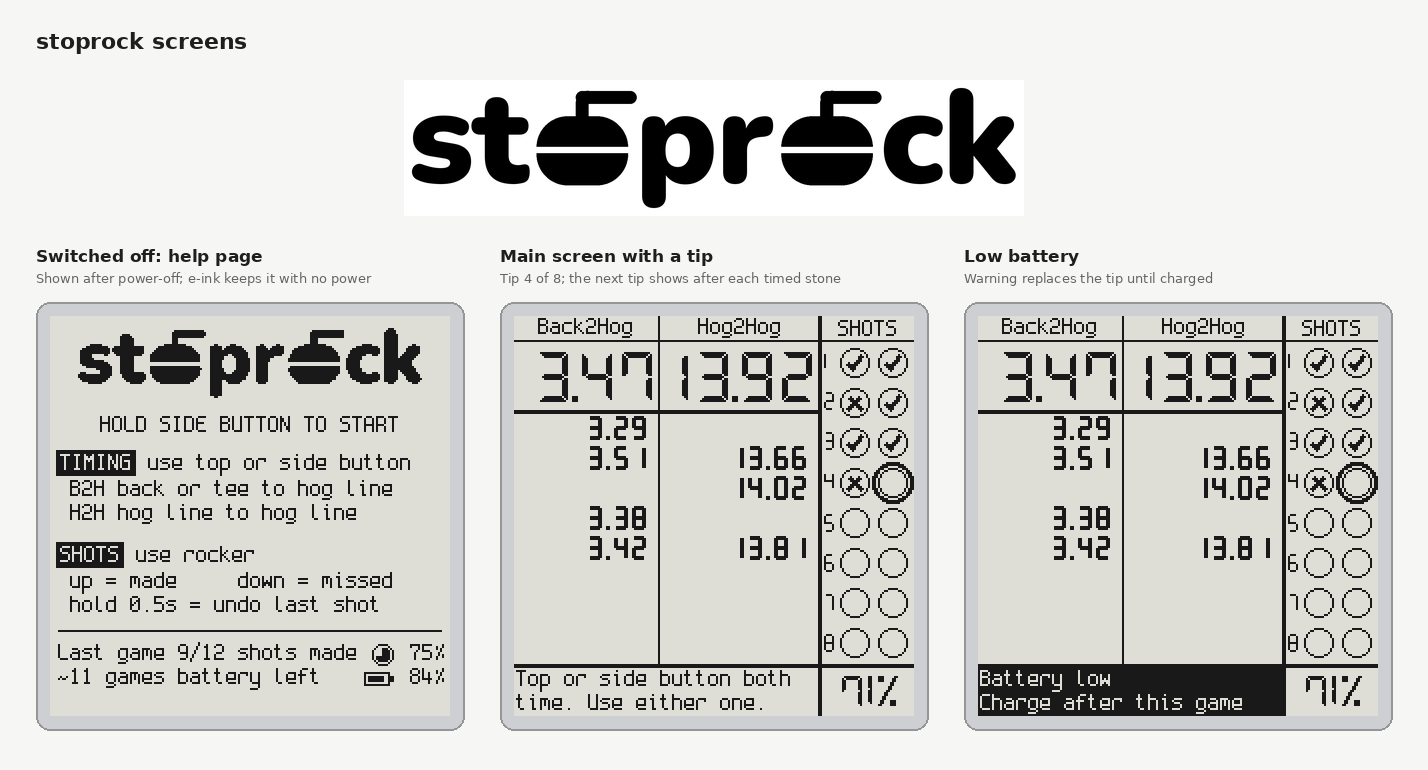 stoprock screens
stoprock
Switched off: help page
Shown after power-off; e-ink keeps it with no power
stoprock
HOLD SIDE BUTTON TO START
TIMING use top or side button
B2H back or tee to hog line
H2H hog line to hog line
SHOTS use rocker
up = made down = missed
hold 0.5s = undo last shot
Last game 9/12 shots made 75%
~11 games battery left 84%
Main screen with a tip
Tip 4 of 8; the next tip shows after each timed stone
Back2Hog Hog2Hog SHOTS
3.47 13.92
1
2
3.29
3
3.51 13.66
14.02
4
3.38
5
3.42 13.81
6
7
8
Top or side button both
time. Use either one.
71%
Low battery
Warning replaces the tip until charged
Back2Hog Hog2Hog SHOTS
3.47 13.92
1
2
3.29
3
3.51 13.66
14.02
4
3.38
5
3.42 13.81
6
7
8
Battery low
Charge after this game
71%